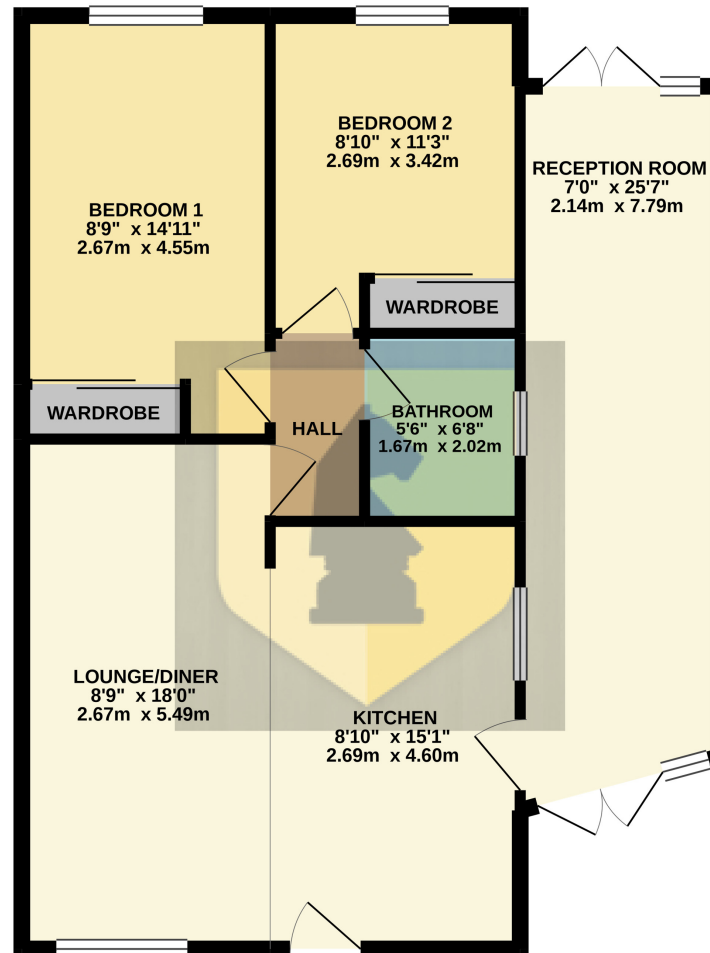 BEDROOM 2
8'10" x 11'3"
2.69m x 3.42m
RECEPTION ROOM
7'0" x 25'7"
2.14m x 7.79m
BEDROOM 1
8'9" x 14'11"
2.67m x 4.55m
WARDROBE
WARDROBE
BATHROOM
5'6" x 6'8"
1.67m x 2.02m
HALL
LOUNGE/DINER
8'9" x 18'0"
2.67m x 5.49m
KITCHEN
8'10" x 15'1"
2.69m x 4.60m